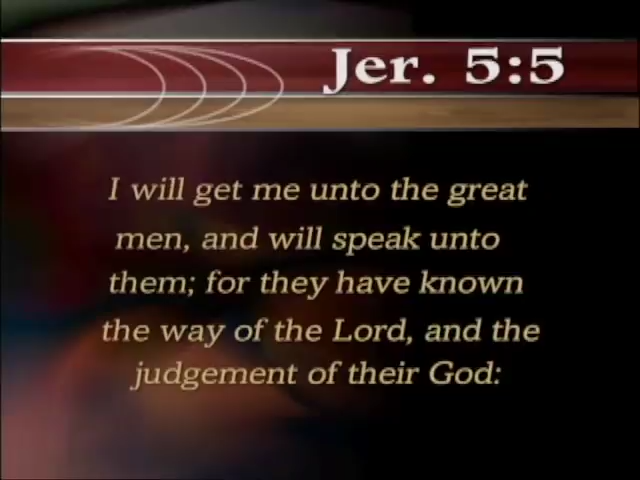 Jer. 5:5
I will get me unto the great
men, and will speak unto
them; for they have known
the way of the Lord, and the
judgement of their God: